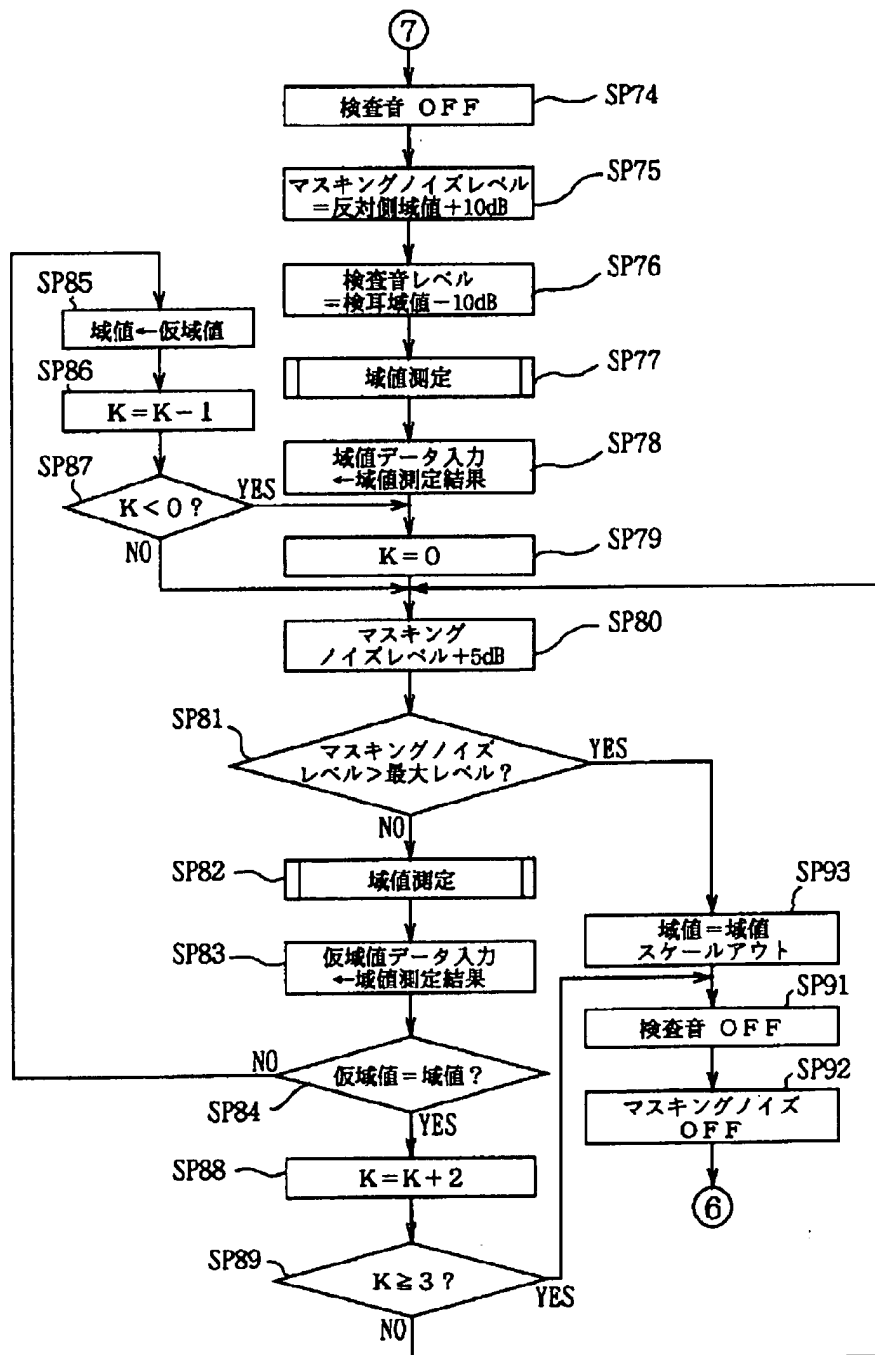 ⑦
検査音 OFF
SP74
マスキングノイズレベル
=反対側域値+10dB
SP75
検査音レベル
=検耳域値-10dB
SP76
SP85
域値←仮域値
域値測定
SP77
SP86
K=K-1
域値データ入力
←域値測定結果
SP78
SP87
K<0?
YES
NO
K=0
SP79
マスキング
ノイズレベル+5dB
SP80
SP81
マスキングノイズ
レベル>最大レベル?
YES
NO
SP82
域値測定
SP93
域値=域値
スケールアウト
SP83
仮域値データ入力
←域値測定結果
SP91
検査音 OFF
NO
仮域値=域値?
SP84
YES
SP92
マスキングノイズ
OFF
SP88
K=K+2
⑥
SP89
K≧3?
YES
NO